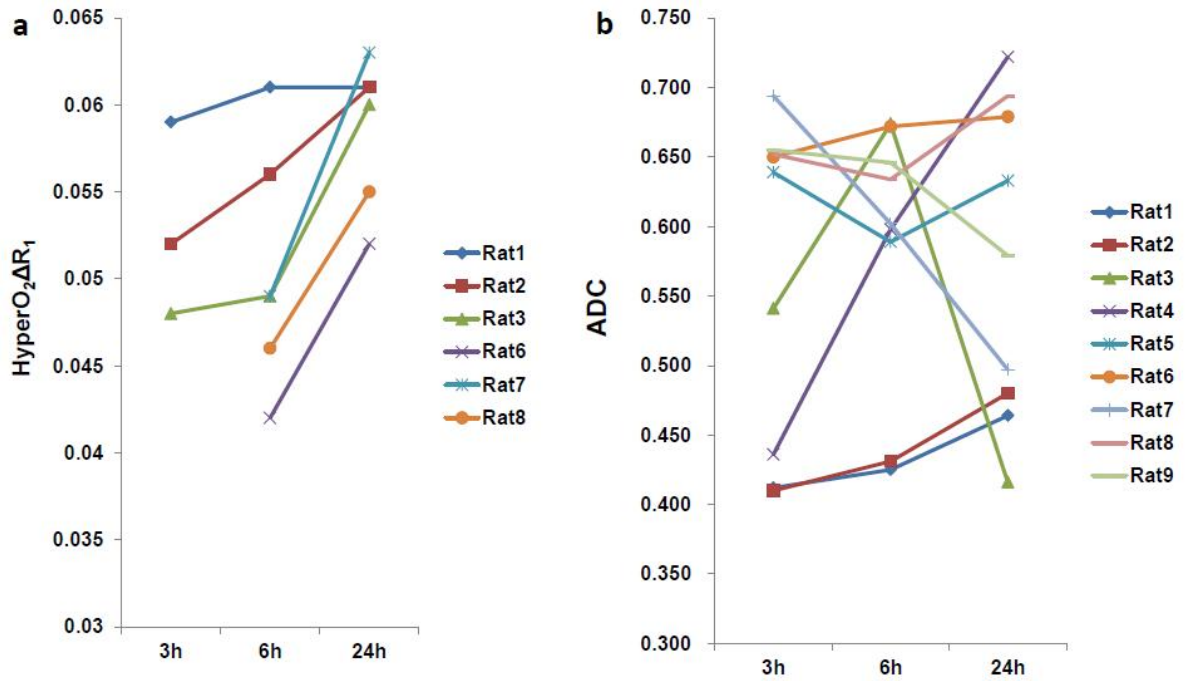 a
HyperO₂ΔR₁
0.065
0.06
0.055
0.05
0.045
0.04
0.035
0.03
3h 6h 24h
Rat1
Rat2
Rat3
Rat6
Rat7
Rat8
b
ADC
0.750
0.700
0.650
0.600
0.550
0.500
0.450
0.400
0.350
0.300
3h 6h 24h
Rat1
Rat2
Rat3
Rat4
Rat5
Rat6
Rat7
Rat8
Rat9